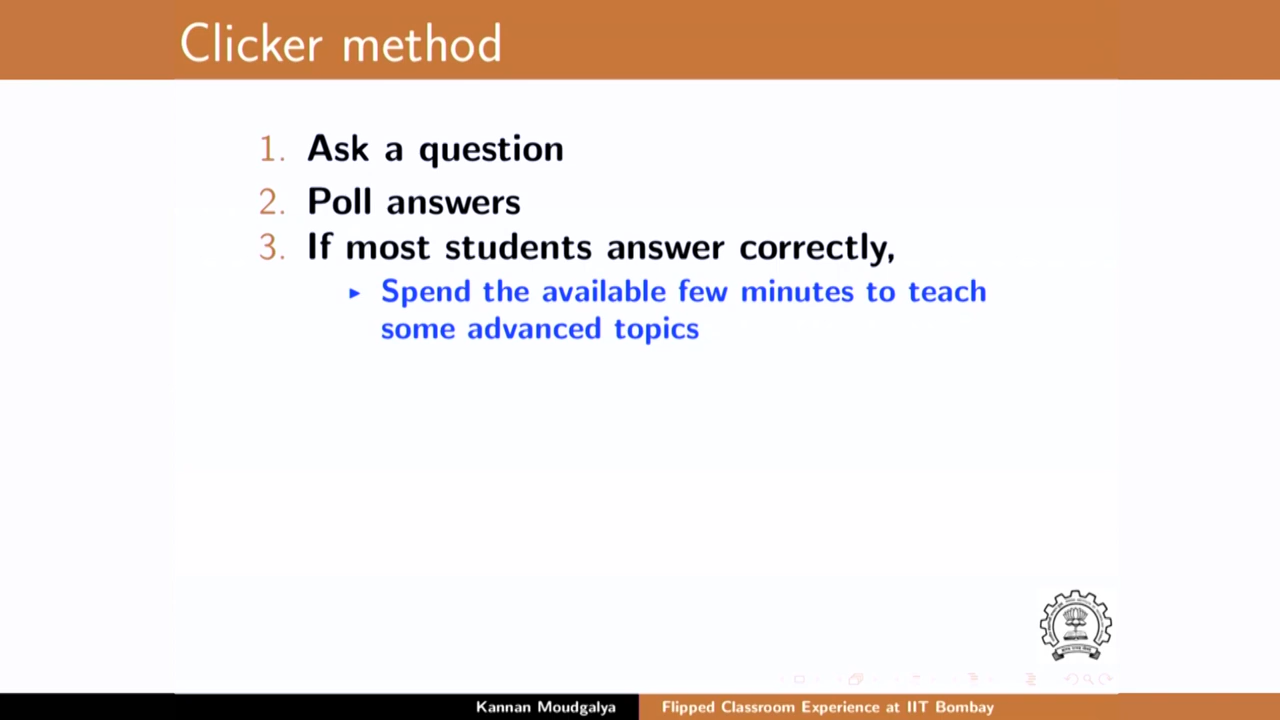 Clicker method
1. Ask a question
2. Poll answers
3. If most students answer correctly,
▸ Spend the available few minutes to teach
some advanced topics
Kannan Moudgalya
Flipped Classroom Experience at IIT Bombay